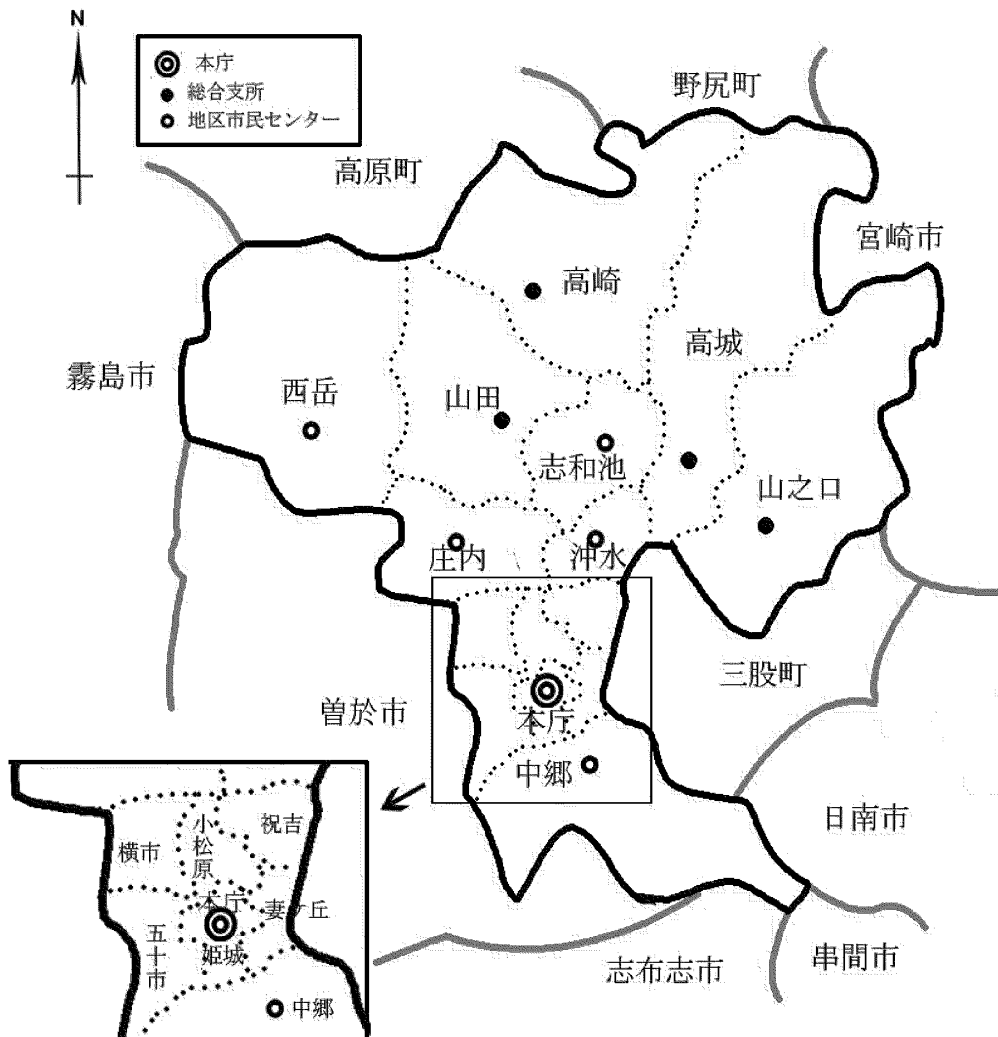 N
本庁
総合支所
地区市民センター
野尻町
高原町
宮崎市
高崎
高城
霧島市
西岳
山田
志和池
山之口
庄内
沖水
三股町
曽於市
本庁
中郷
日南市
志布志市
串間市
小松原
祝吉
横市
本庁
妻ケ丘
五十市
姫城
中郷